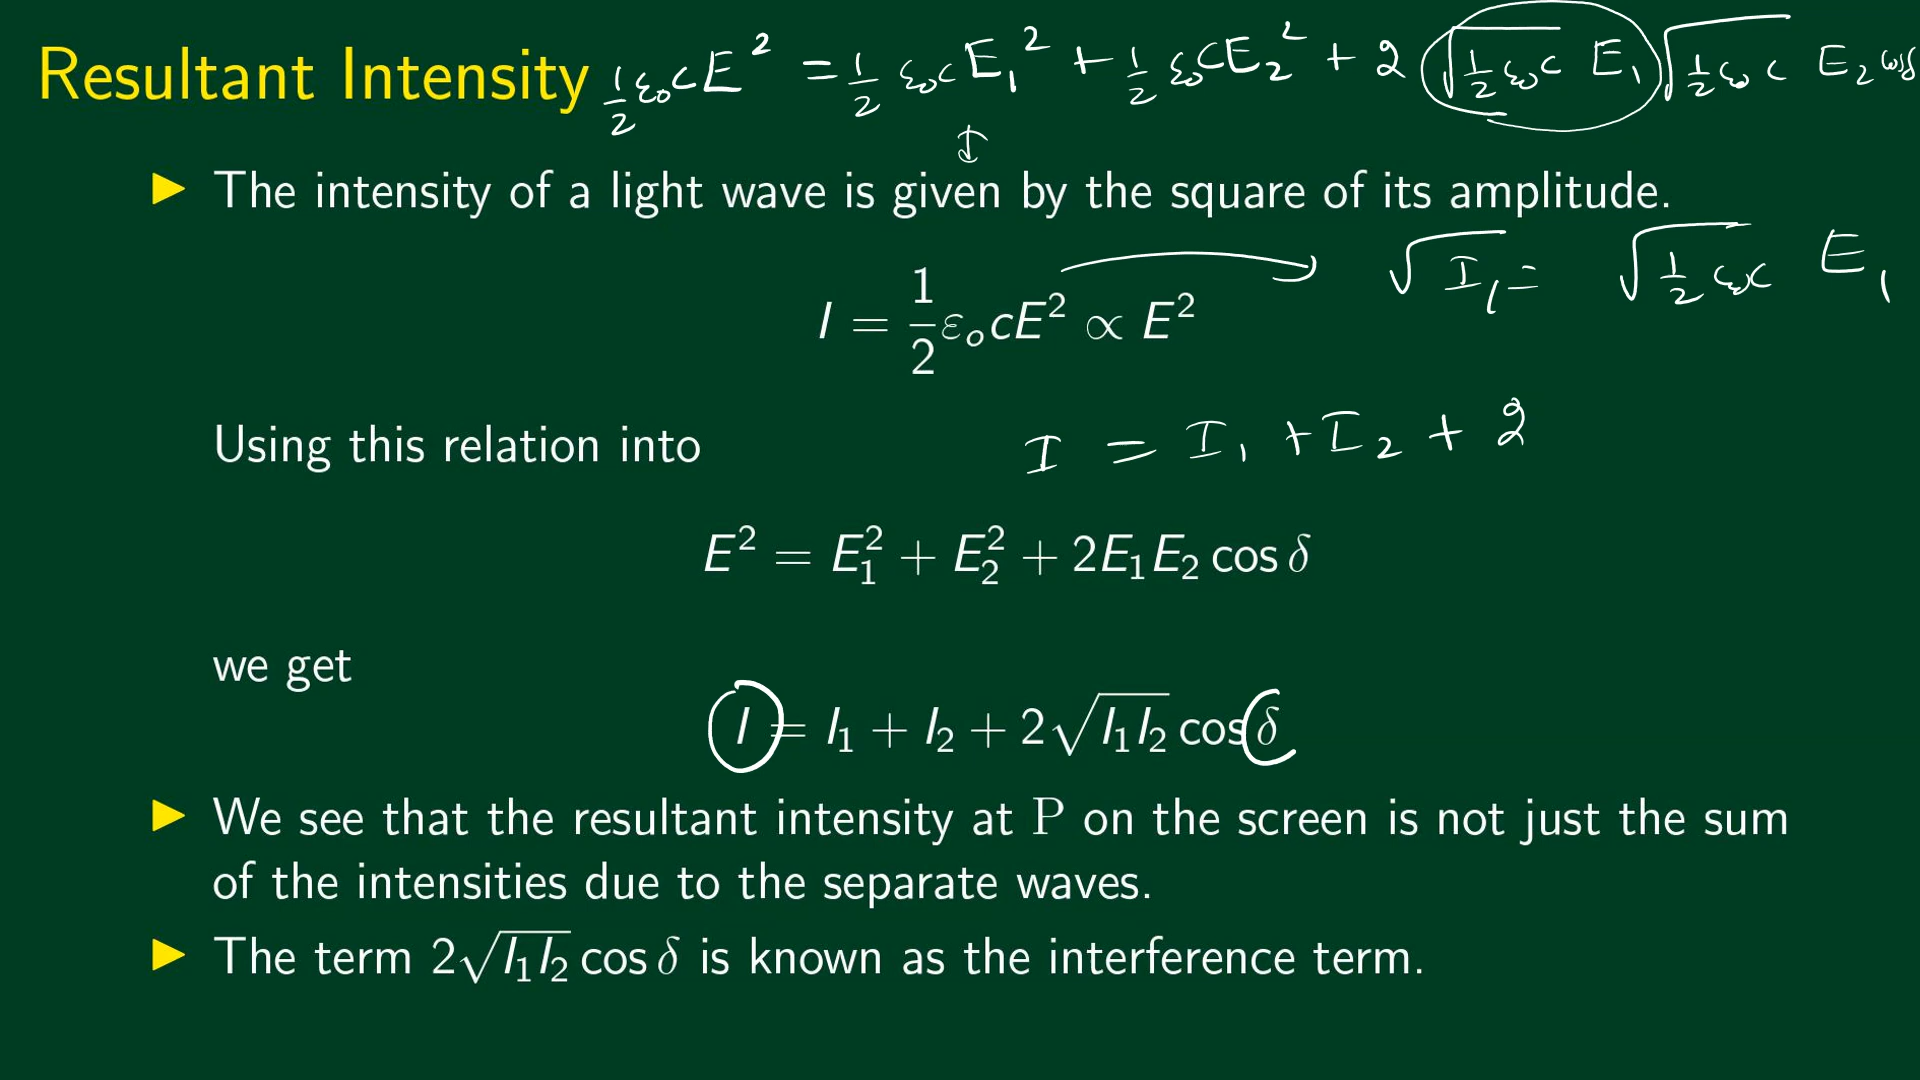 Resultant Intensity ½ε₀cE² = ½ε₀cE₁² + ½ε₀cE₂² + 2 √(½ε₀c) E₁ √(½ε₀c) E₂ cosδ
I
▶ The intensity of a light wave is given by the square of its amplitude.
√I₁ = √(½ε₀c) E₁
I = ½εₒcE² ∝ E²
Using this relation into
I = I₁ + I₂ + 2
E² = E₁² + E₂² + 2E₁E₂ cos δ
we get
I = I₁ + I₂ + 2√(I₁I₂) cos δ
▶ We see that the resultant intensity at P on the screen is not just the sum
of the intensities due to the separate waves.
▶ The term 2√(I₁I₂) cos δ is known as the interference term.